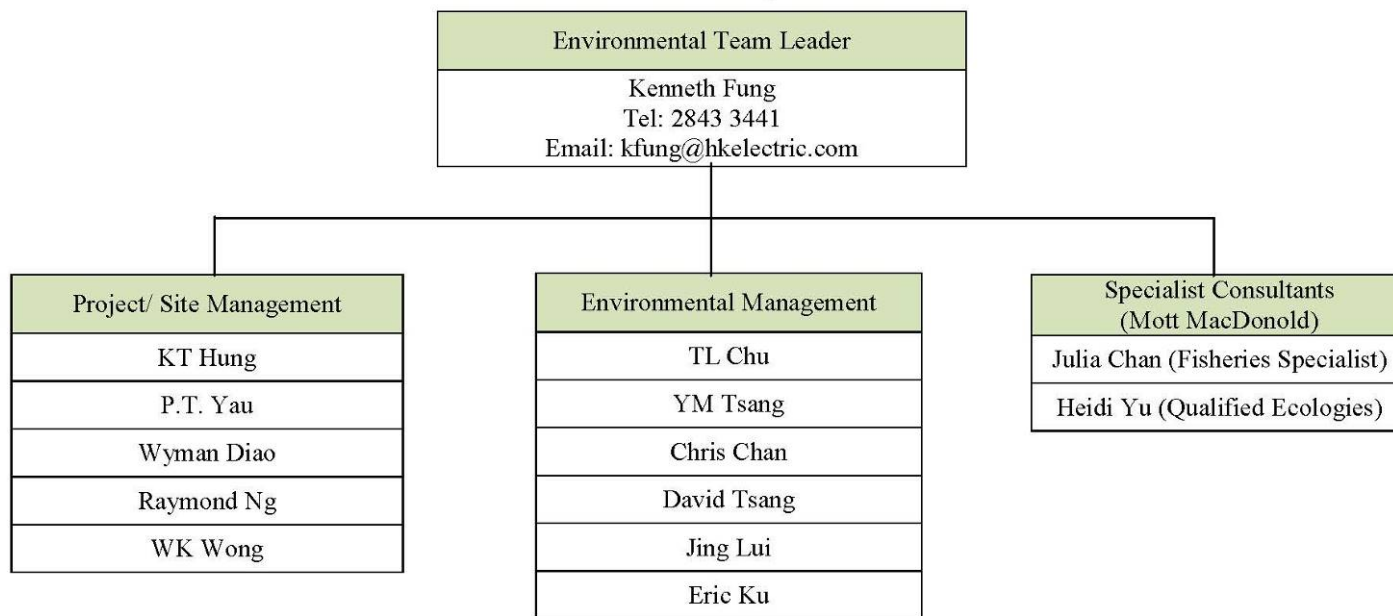 Environmental Team Leader
Kenneth Fung
Tel: 2843 3441
Email: kfung@hkelectric.com
Project/ Site Management
KT Hung
P.T. Yau
Wyman Diao
Raymond Ng
WK Wong
Environmental Management
TL Chu
YM Tsang
Chris Chan
David Tsang
Jing Lui
Eric Ku
Specialist Consultants
(Mott MacDonold)
Julia Chan (Fisheries Specialist)
Heidi Yu (Qualified Ecologies)